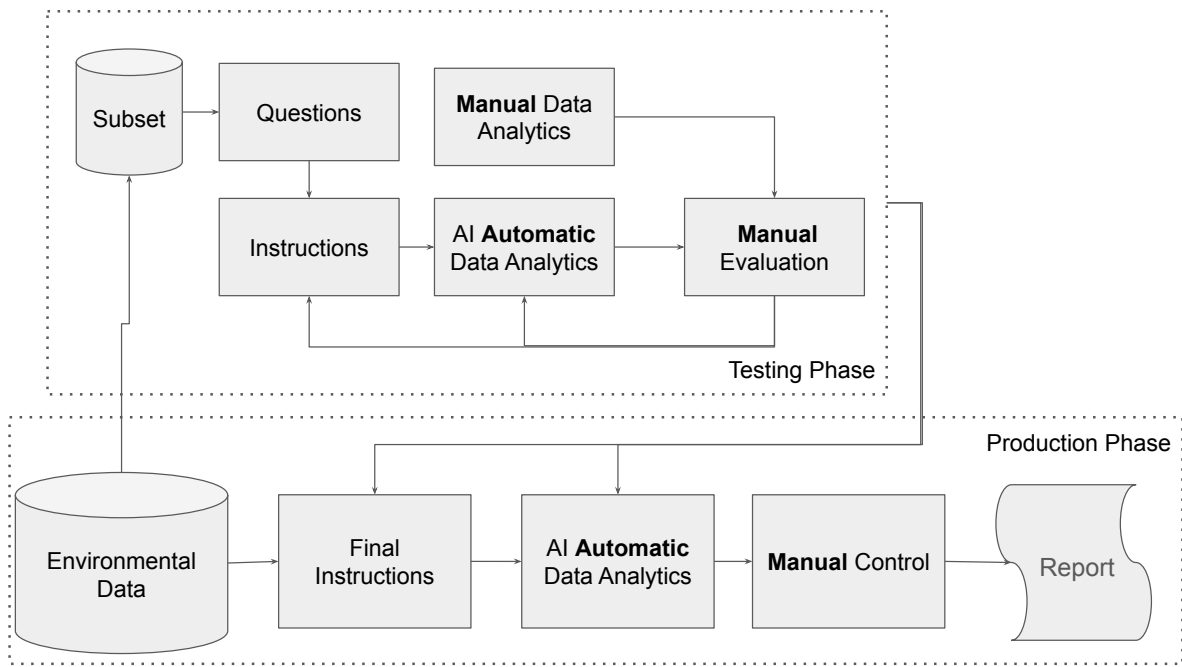 Subset
Questions
Manual Data
Analytics
Instructions
AI Automatic
Data Analytics
Manual
Evaluation
Testing Phase
Production Phase
Environmental
Data
Final
Instructions
AI Automatic
Data Analytics
Manual Control
Report